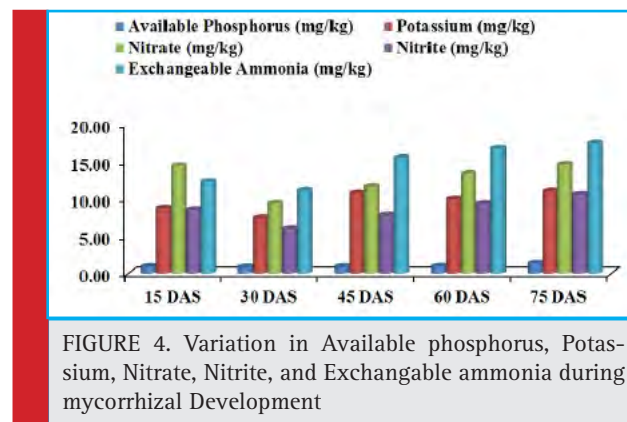 Available Phosphorus (mg/kg) Potassium (mg/kg)
Nitrate (mg/kg) Nitrite (mg/kg)
Exchangeable Ammonia (mg/kg)
20.00
15.00
10.00
5.00
0.00
15 DAS 30 DAS 45 DAS 60 DAS 75 DAS
FIGURE 4. Variation in Available phosphorus, Potas-
sium, Nitrate, Nitrite, and Exchangable ammonia during
mycorrhizal Development